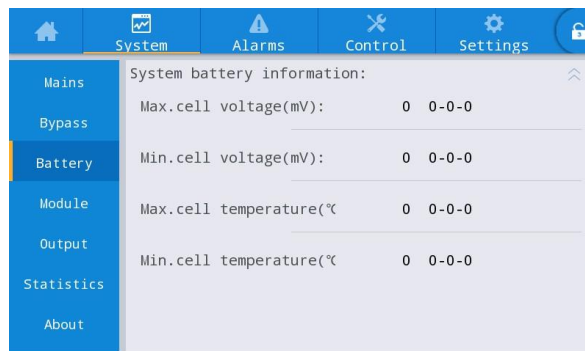 System
Alarms
Control
Settings
Mains
Bypass
Battery
Module
Output
Statistics
About
System battery information:
Max.cell voltage(mV): 0 0-0-0
Min.cell voltage(mV): 0 0-0-0
Max.cell temperature(℃ 0 0-0-0
Min.cell temperature(℃ 0 0-0-0